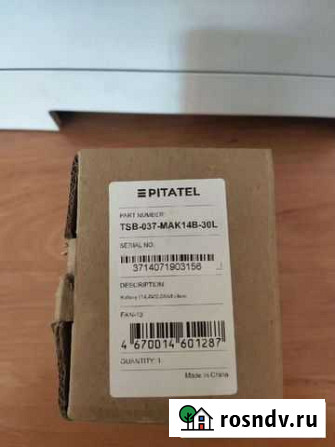 PITATEL
PART NUMBER:
TSB-037-MAK14B-30L
SERIAL NO:
3714071903156
DESCRIPTION:
EAN-13
4 670014 601287
QUANTITY: 1
Made in China
rosndv.ru